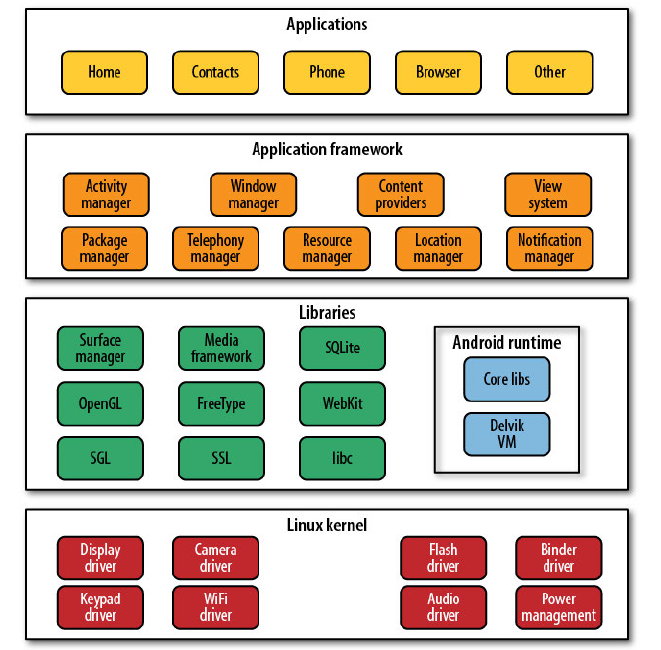 Applications
Home
Contacts
Phone
Browser
Other
Application framework
Activity
manager
Window
manager
Content
providers
View
system
Package
manager
Telephony
manager
Resource
manager
Location
manager
Notification
manager
Libraries
Surface
manager
Media
framework
SQLite
OpenGL
FreeType
WebKit
SGL
SSL
libc
Android runtime
Core libs
Delvik
VM
Linux kernel
Display
driver
Camera
driver
Flash
driver
Binder
driver
Keypad
driver
WiFi
driver
Audio
driver
Power
management